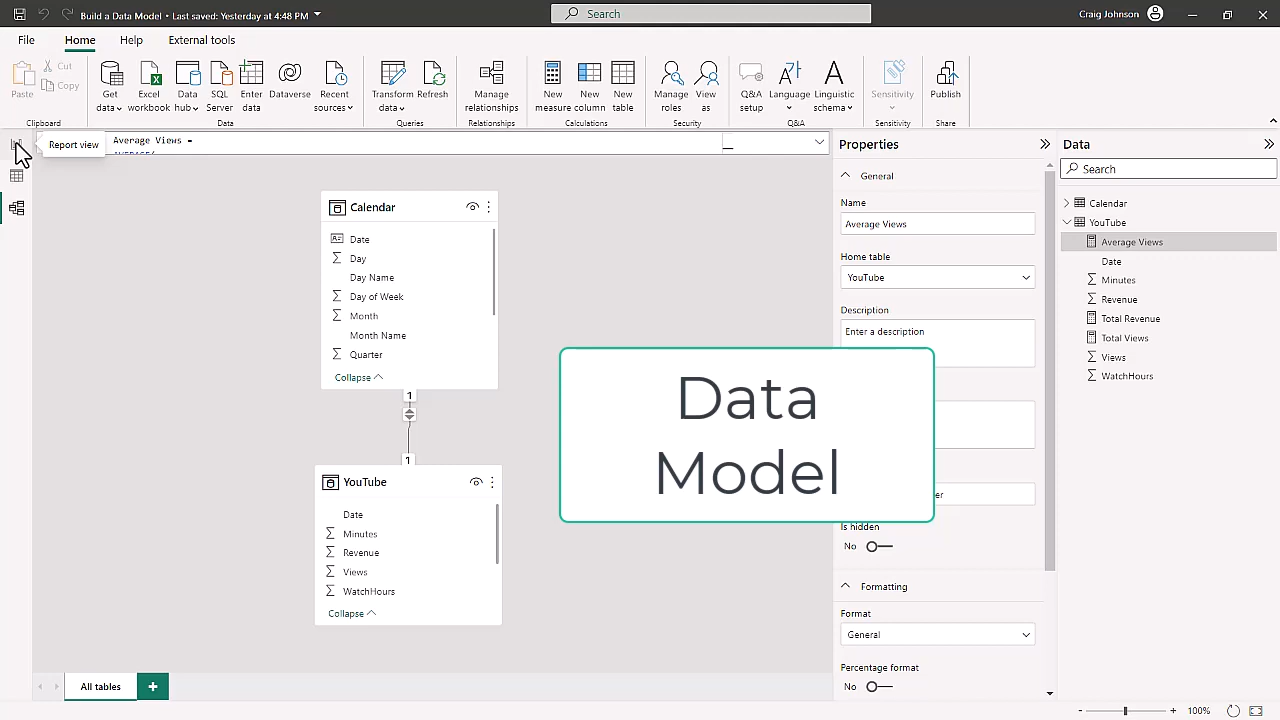 Build a Data Model • Last saved: Yesterday at 4:48 PM
Search
Craig Johnson
File
Home
Help
External tools
Paste
Cut
Copy
Get data
Excel workbook
Data hub
SQL Server
Enter data
Dataverse
Recent sources
Transform data
Refresh
Manage relationships
New measure
New column
New table
Manage roles
View as
Q&A setup
Language
Linguistic schema
Sensitivity
Publish
Clipboard
Data
Queries
Relationships
Calculations
Security
Q&A
Sensitivity
Share
Report view
Average Views =
Calendar
Date
Day
Day Name
Day of Week
Month
Month Name
Quarter
Collapse
1
1
YouTube
Date
Minutes
Revenue
Views
WatchHours
Collapse
Data
Model
Properties
General
Name
Average Views
Home table
YouTube
Description
Enter a description
Is hidden
No
Formatting
Format
General
Percentage format
No
Data
Search
Calendar
YouTube
Average Views
Date
Minutes
Revenue
Total Revenue
Total Views
Views
WatchHours
All tables
+
- + 100%